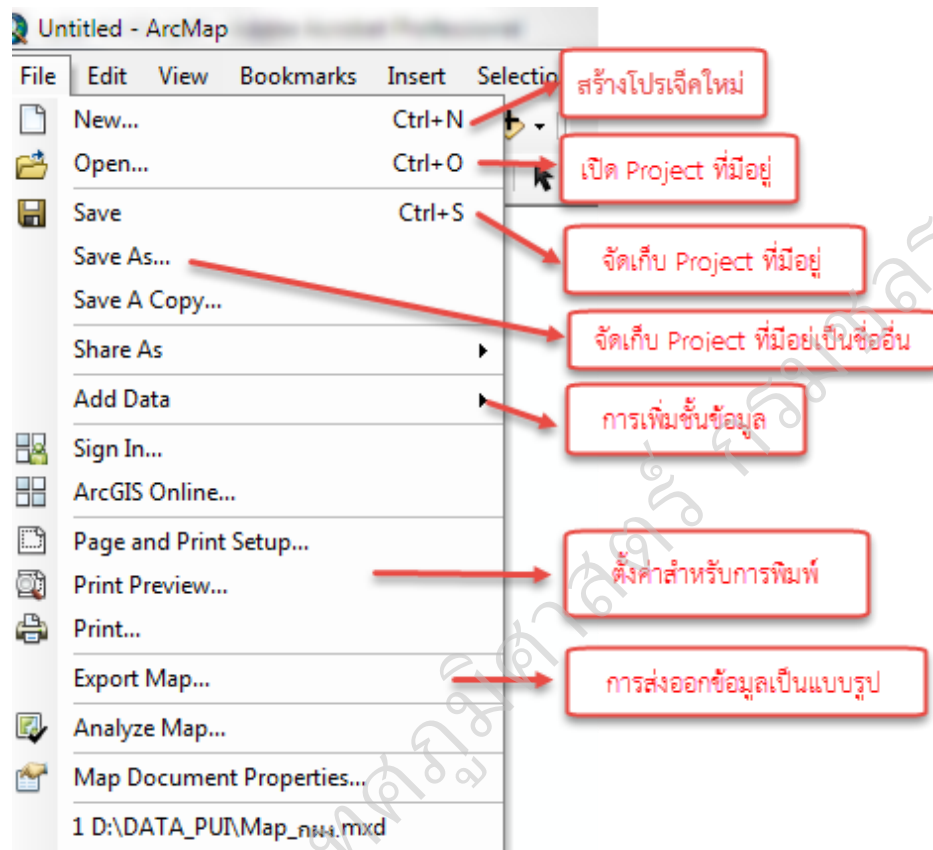 Untitled - ArcMap
File Edit View Bookmarks Insert Selectio
New... Ctrl+N
สร้างโปรเจ็คใหม่
Open... Ctrl+O
เปิด Project ที่มีอยู่
Save Ctrl+S
จัดเก็บ Project ที่มีอยู่
Save As...
Save A Copy...
จัดเก็บ Project ที่มีอย่เป็นชื่ออื่น
Share As
Add Data
การเพิ่มชั้นข้อมูล
Sign In...
ArcGIS Online...
Page and Print Setup...
ตั้งค่าสำหรับการพิมพ์
Print Preview...
Print...
Export Map...
การส่งออกข้อมูลเป็นแบบรูป
Analyze Map...
Map Document Properties...
1 D:\DATA_PUI\Map_กผง.mxd